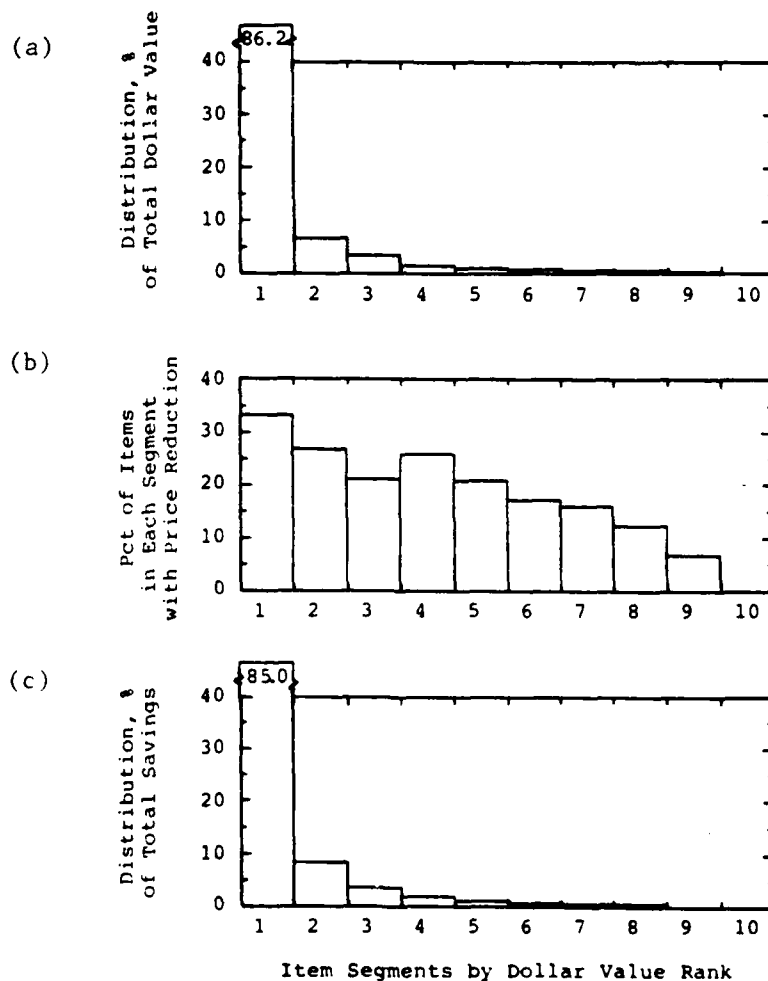 (a)
Distribution, %
of Total Dollar Value
86.2
40
30
20
10
0
1 2 3 4 5 6 7 8 9 10
(b)
Pct of Items
in Each Segment
with Price Reduction
40
30
20
10
0
1 2 3 4 5 6 7 8 9 10
(c)
Distribution, %
of Total Savings
85.0
40
30
20
10
0
1 2 3 4 5 6 7 8 9 10
Item Segments by Dollar Value Rank